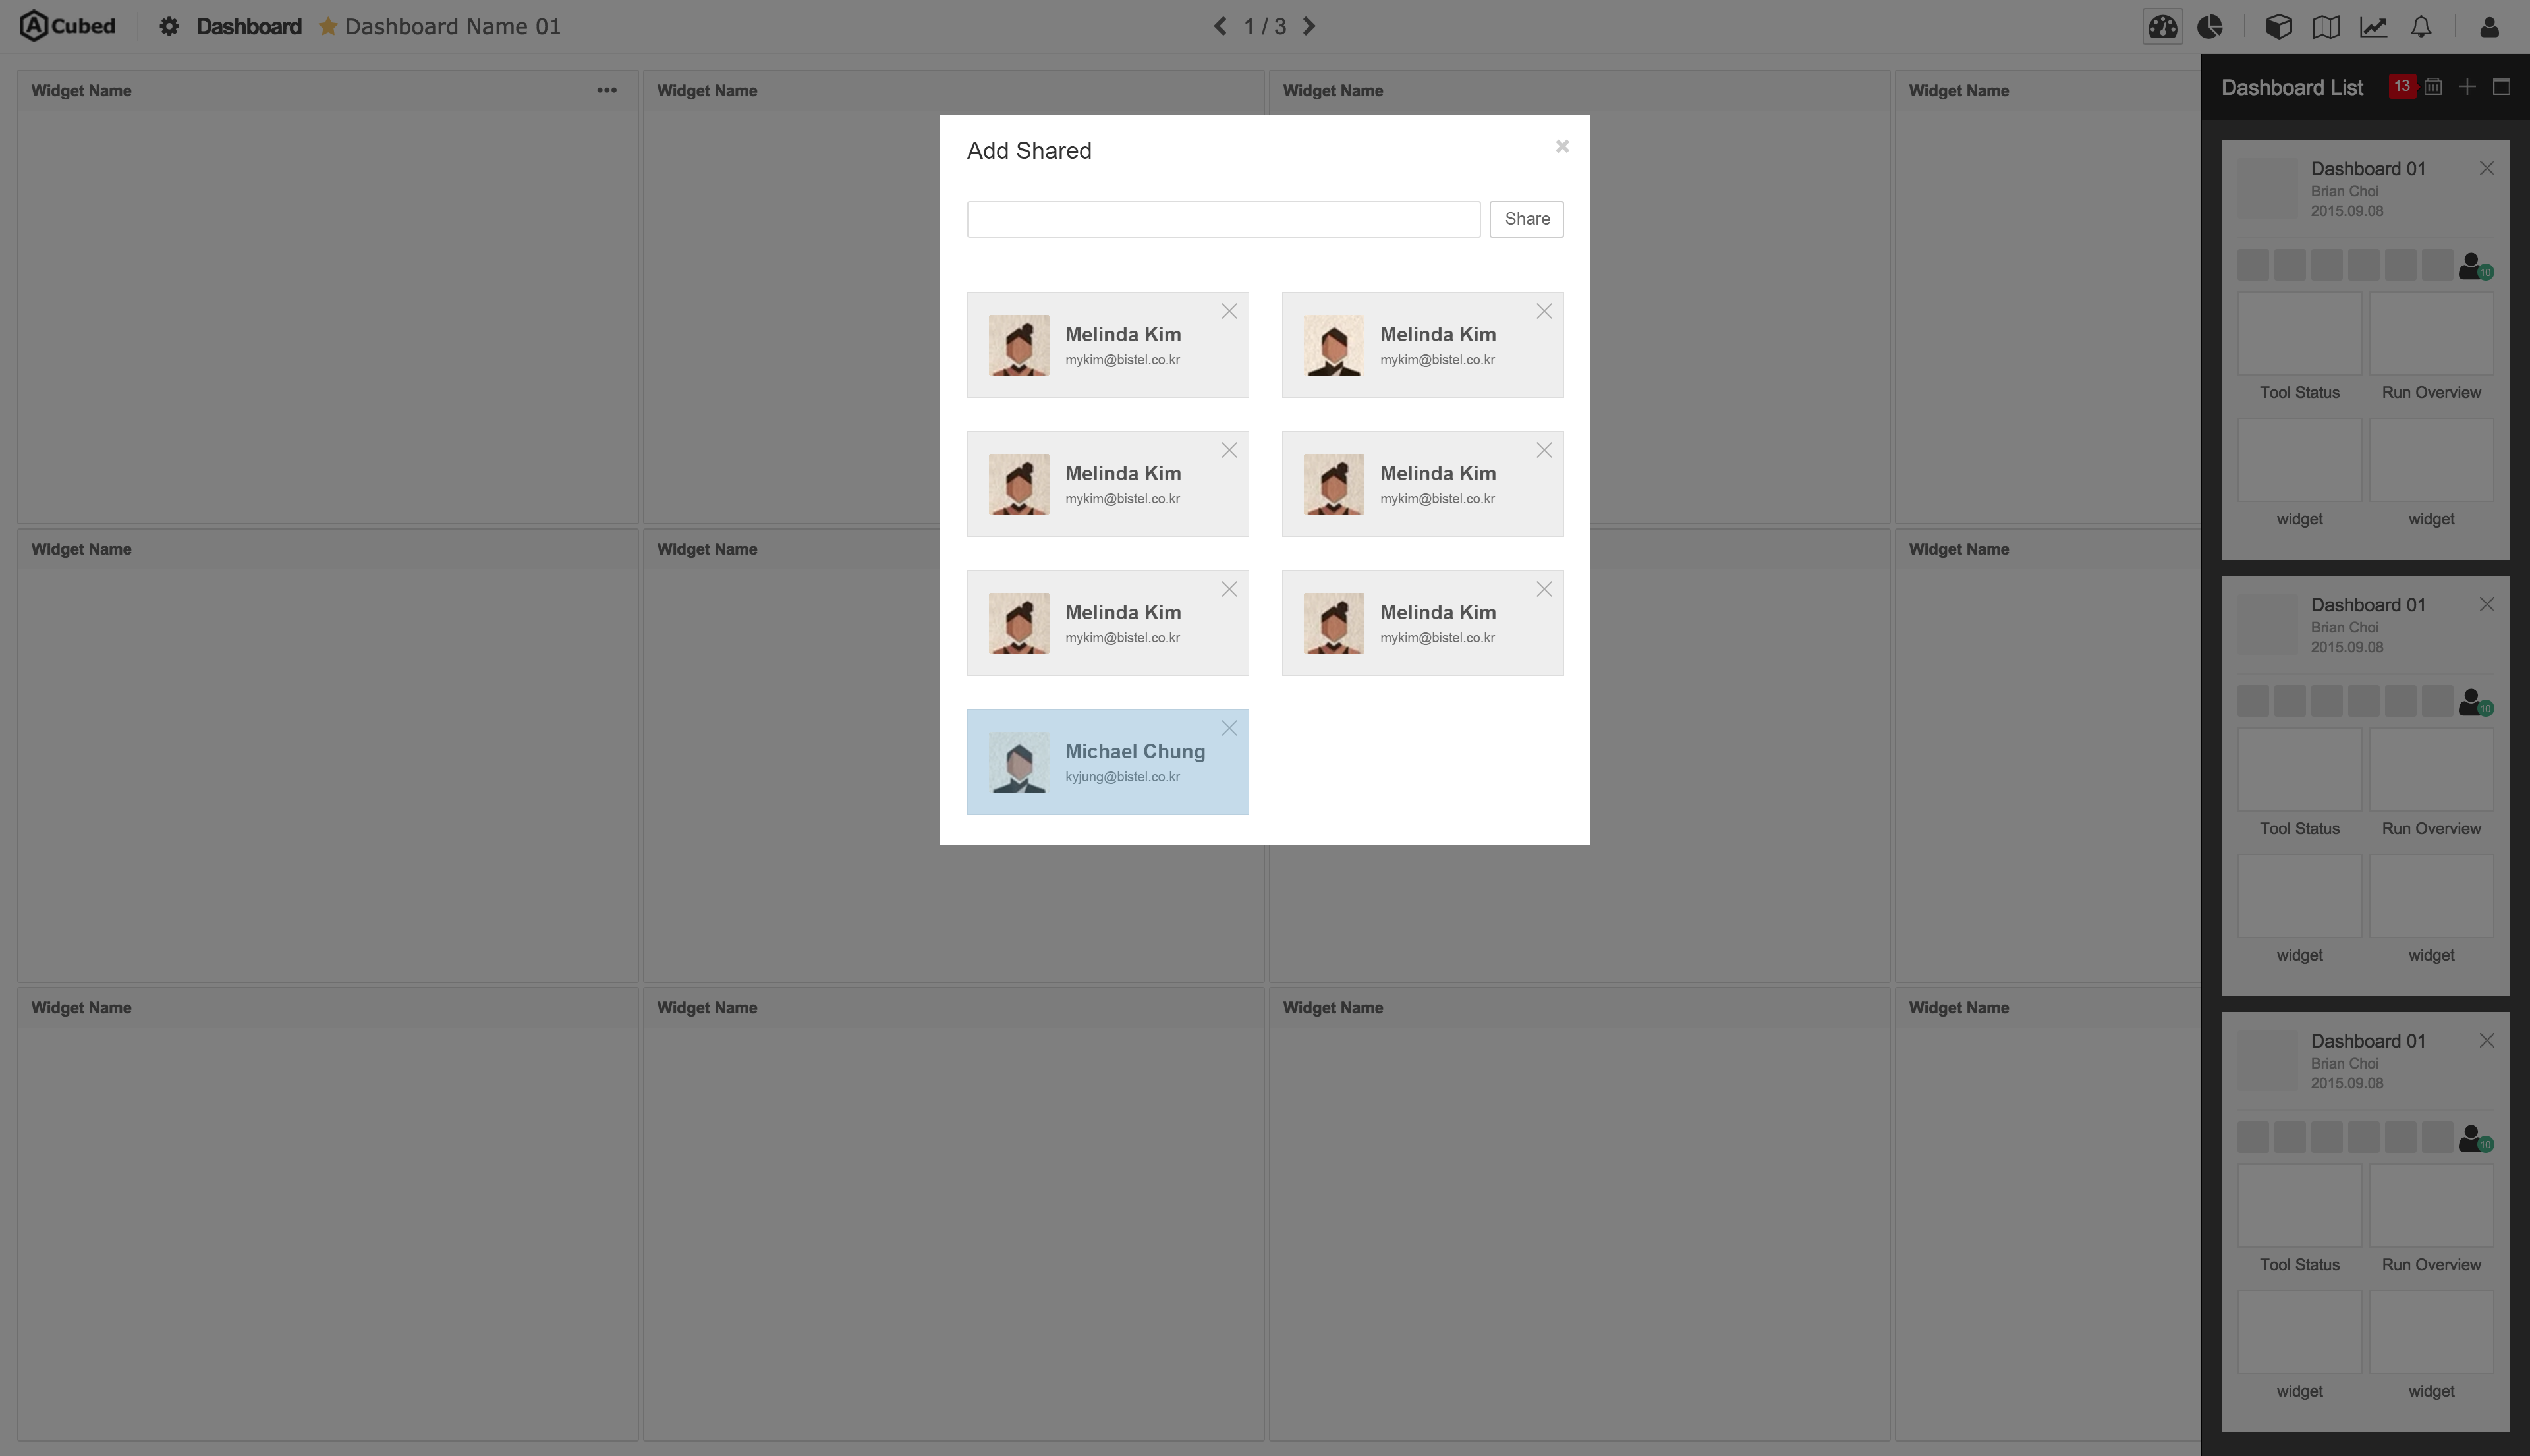 A Cubed
Dashboard
Dashboard Name 01
1 / 3
Widget Name
Widget Name
Widget Name
Widget Name
Widget Name
Widget Name
Widget Name
Widget Name
Widget Name
Widget Name
Widget Name
Add Shared
Share
Melinda Kim
mykim@bistel.co.kr
Melinda Kim
mykim@bistel.co.kr
Melinda Kim
mykim@bistel.co.kr
Melinda Kim
mykim@bistel.co.kr
Melinda Kim
mykim@bistel.co.kr
Melinda Kim
mykim@bistel.co.kr
Michael Chung
kyjung@bistel.co.kr
Dashboard List
13
Dashboard 01
Brian Choi
2015.09.08
10
Tool Status
Run Overview
widget
widget
Dashboard 01
Brian Choi
2015.09.08
10
Tool Status
Run Overview
widget
widget
Dashboard 01
Brian Choi
2015.09.08
10
Tool Status
Run Overview
widget
widget